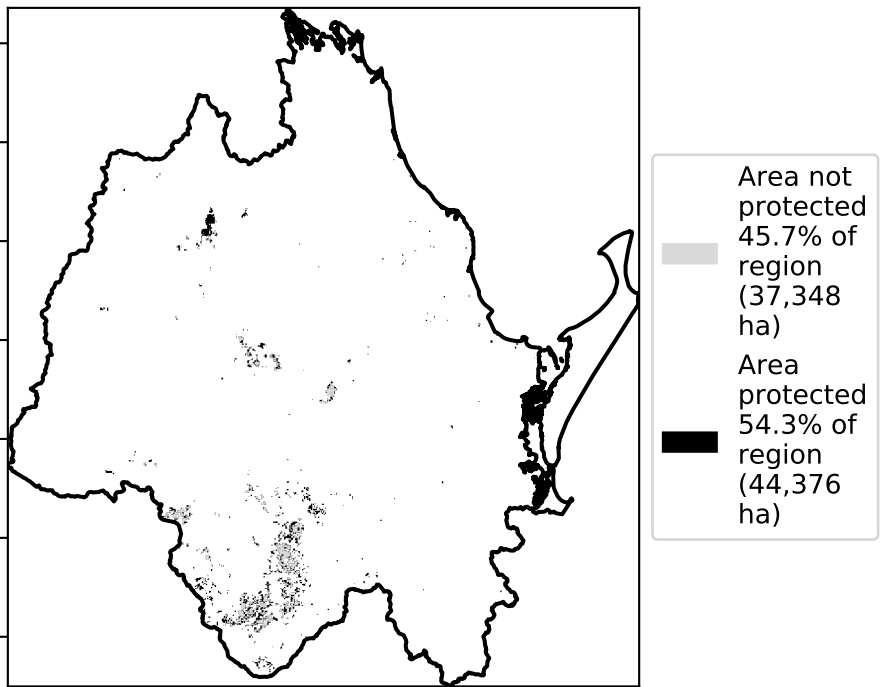 Area not
protected
45.7% of
region
(37,348
ha)
Area
protected
54.3% of
region
(44,376
ha)